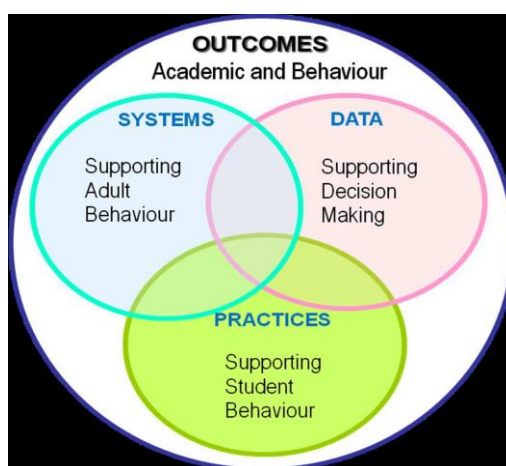 OUTCOMES
Academic and Behaviour
SYSTEMS
Supporting
Adult
Behaviour
DATA
Supporting
Decision
Making
PRACTICES
Supporting
Student
Behaviour